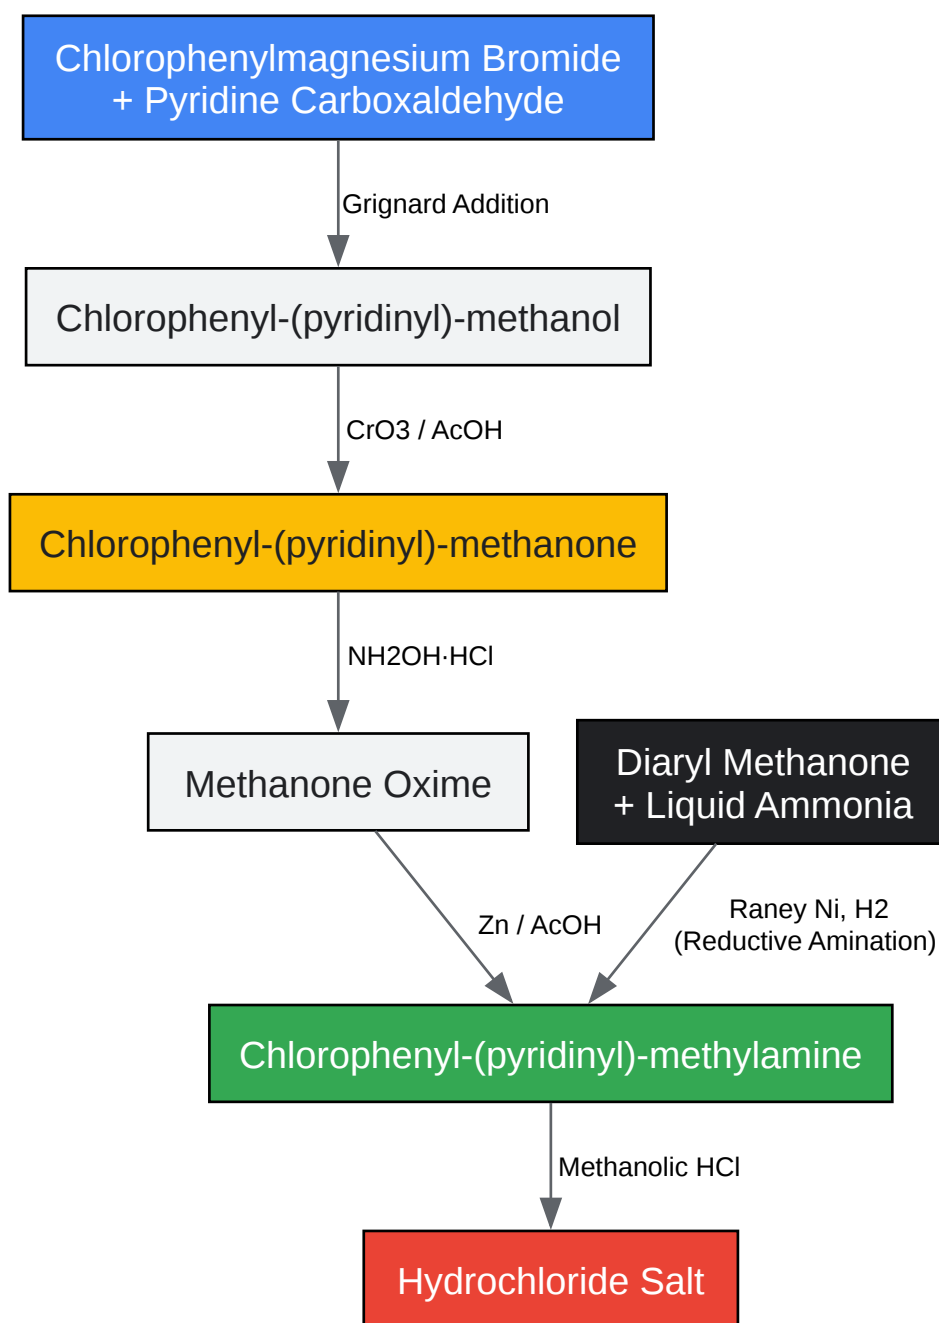 Chlorophenylmagnesium Bromide
+ Pyridine Carboxaldehyde
Grignard Addition
Chlorophenyl-(pyridinyl)-methanol
CrO3 / AcOH
Chlorophenyl-(pyridinyl)-methanone
NH2OH·HCl
Methanone Oxime
Diaryl Methanone
+ Liquid Ammonia
Zn / AcOH
Raney Ni, H2
(Reductive Amination)
Chlorophenyl-(pyridinyl)-methylamine
Methanolic HCl
Hydrochloride Salt